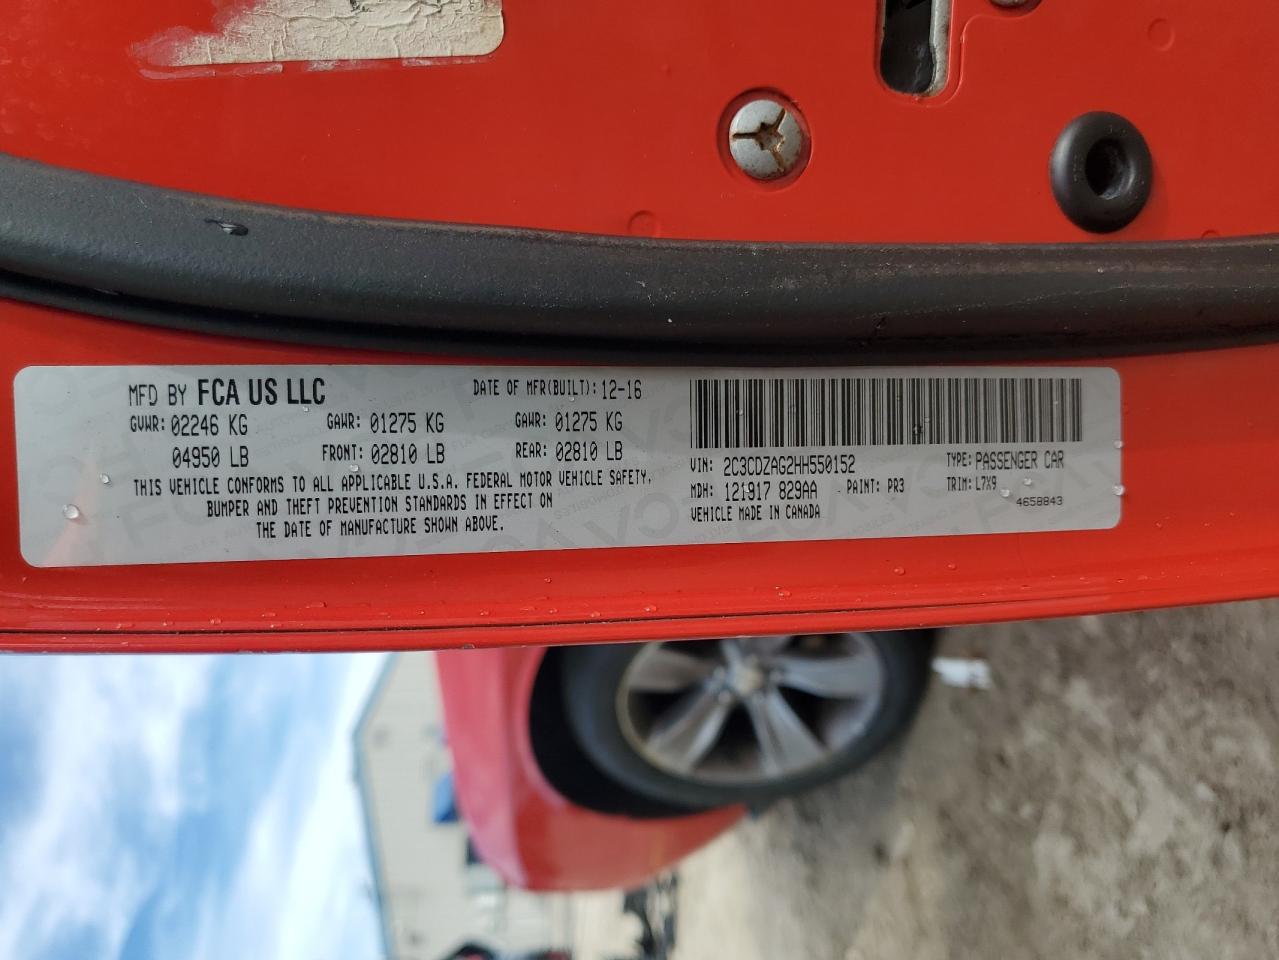 MFD BY FCA US LLC DATE OF MFR(BUILT): 12-16
GVWR: 02246 KG GAWR: 01275 KG GAWR: 01275 KG
04950 LB FRONT: 02810 LB REAR: 02810 LB
THIS VEHICLE CONFORMS TO ALL APPLICABLE U.S.A. FEDERAL MOTOR VEHICLE SAFETY,
BUMPER AND THEFT PREVENTION STANDARDS IN EFFECT ON
THE DATE OF MANUFACTURE SHOWN ABOVE.
VIN: 2C3CDZAG2HH550152 TYPE: PASSENGER CAR
MDH: 121917 829AA PAINT: PR3 TRIM: L7X9
VEHICLE MADE IN CANADA 4658843